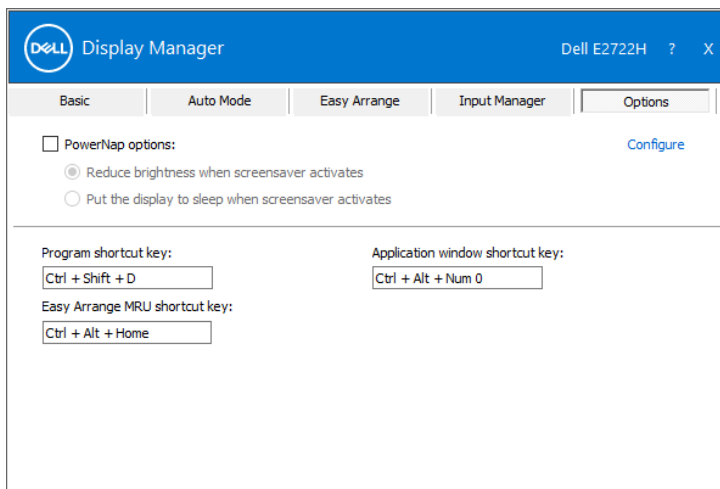 DELL Display Manager Dell E2722H ? X
Basic Auto Mode Easy Arrange Input Manager Options
PowerNap options: Configure
Reduce brightness when screensaver activates
Put the display to sleep when screensaver activates
Program shortcut key: Application window shortcut key:
Ctrl + Shift + D Ctrl + Alt + Num 0
Easy Arrange MRU shortcut key:
Ctrl + Alt + Home